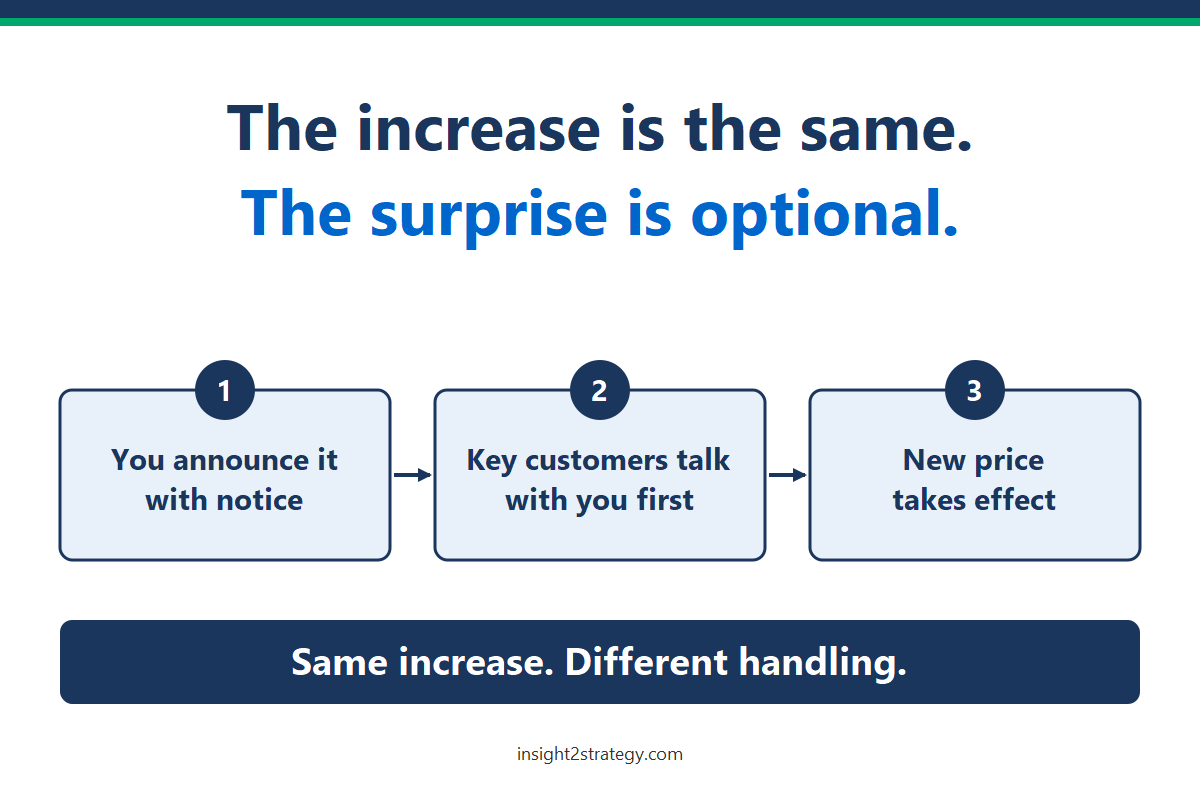 The increase is the same.
The surprise is optional.
1
You announce it
with notice
2
Key customers talk
with you first
3
New price
takes effect
Same increase. Different handling.
insight2strategy.com